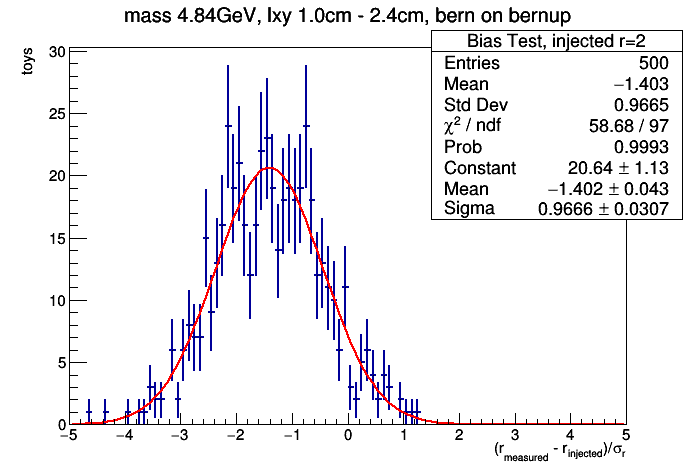 mass 4.84GeV, lxy 1.0cm - 2.4cm, bern on bernup
Bias Test, injected r=2
Entries 500
Mean −1.403
Std Dev 0.9665
χ² / ndf 58.68 / 97
Prob 0.9993
Constant 20.64 ± 1.13
Mean −1.402 ± 0.043
Sigma 0.9666 ± 0.0307
toys
30
25
20
15
10
5
0
−5 −4 −3 −2 −1 0 1 2 3 4 5
(r_measured - r_injected)/σ_r